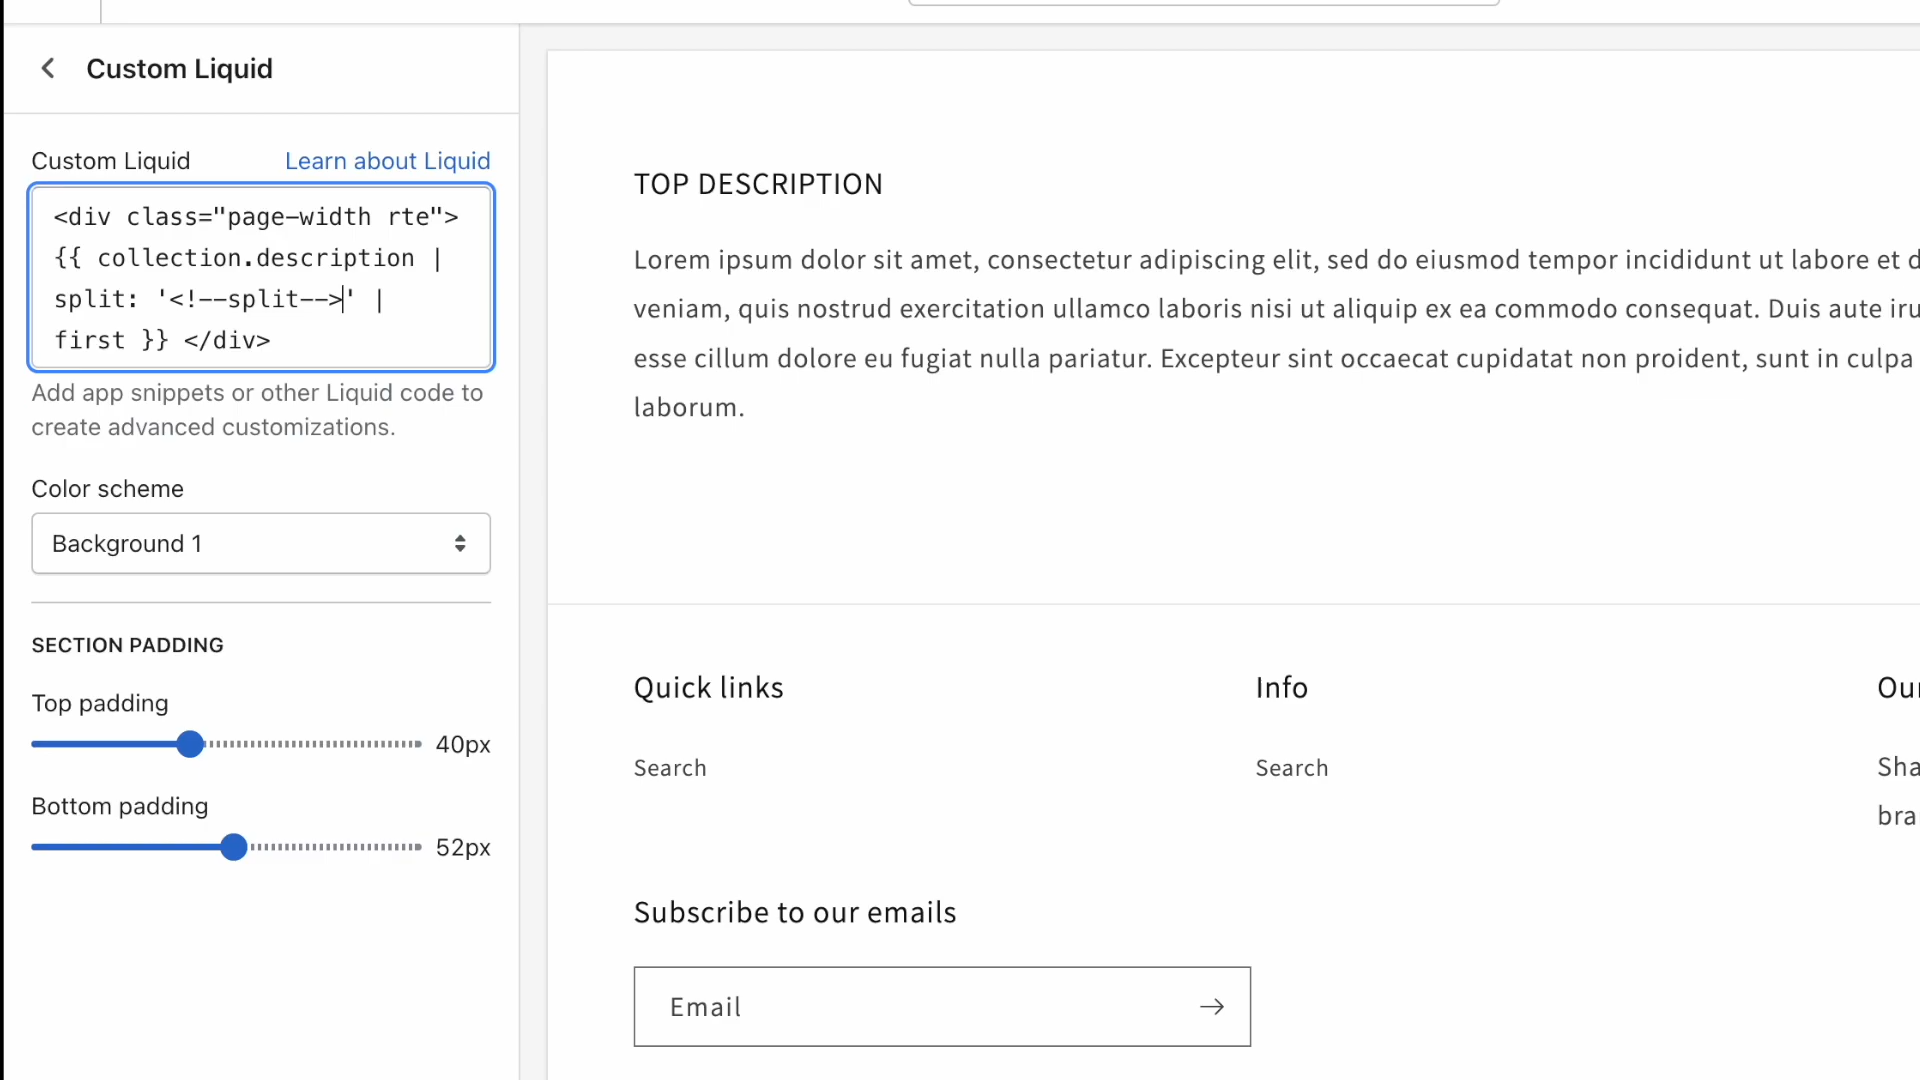 Custom Liquid
Custom Liquid
Learn about Liquid
<div class="page-width rte">
{{ collection.description |
split: '<!--split-->' |
first }} </div>
Add app snippets or other Liquid code to
create advanced customizations.
Color scheme
Background 1
SECTION PADDING
Top padding
40px
Bottom padding
52px
TOP DESCRIPTION
Lorem ipsum dolor sit amet, consectetur adipiscing elit, sed do eiusmod tempor incididunt ut labore et d
veniam, quis nostrud exercitation ullamco laboris nisi ut aliquip ex ea commodo consequat. Duis aute iru
esse cillum dolore eu fugiat nulla pariatur. Excepteur sint occaecat cupidatat non proident, sunt in culpa
laborum.
Quick links
Search
Info
Search
Our
Sha
bra
Subscribe to our emails
Email